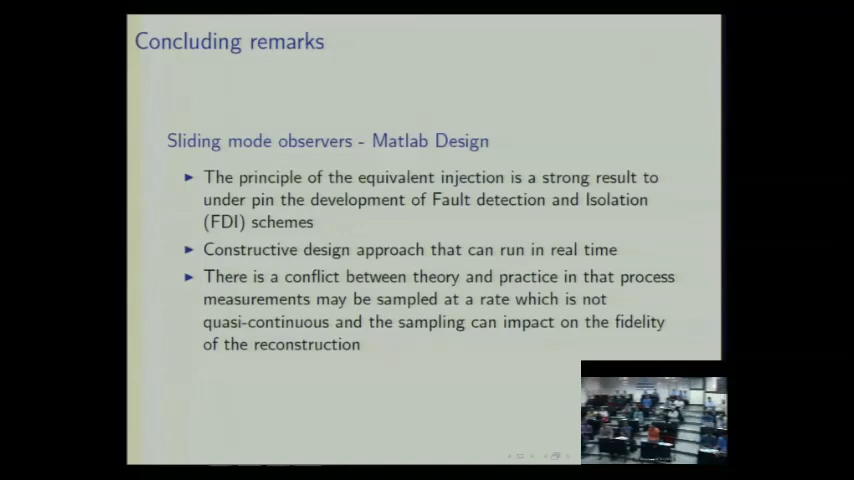 Concluding remarks
Sliding mode observers - Matlab Design
The principle of the equivalent injection is a strong result to
under pin the development of Fault detection and Isolation
(FDI) schemes
Constructive design approach that can run in real time
There is a conflict between theory and practice in that process
measurements may be sampled at a rate which is not
quasi-continuous and the sampling can impact on the fidelity
of the reconstruction